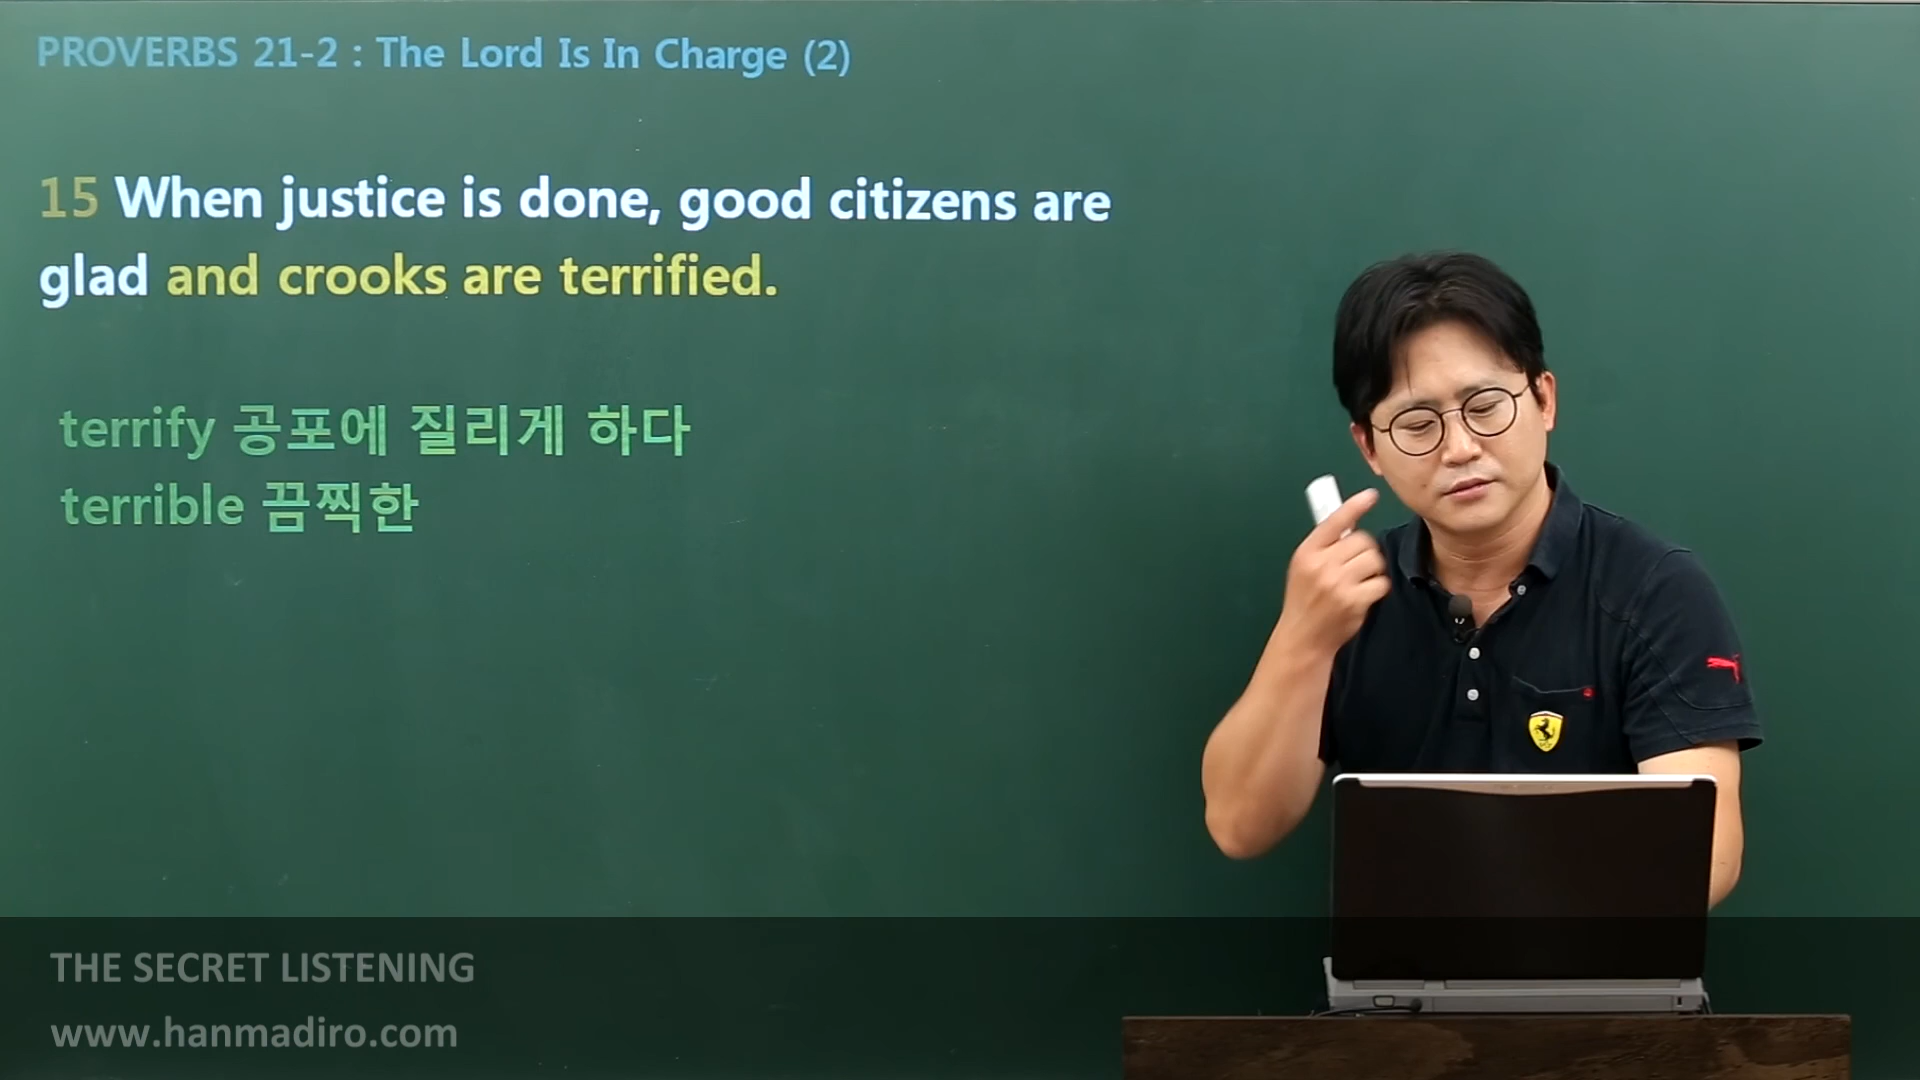 PROVERBS 21-2 : The Lord Is In Charge (2)
15 When justice is done, good citizens are
glad and crooks are terrified.
terrify 공포에 질리게 하다
terrible 끔찍한
THE SECRET LISTENING
www.hanmadiro.com